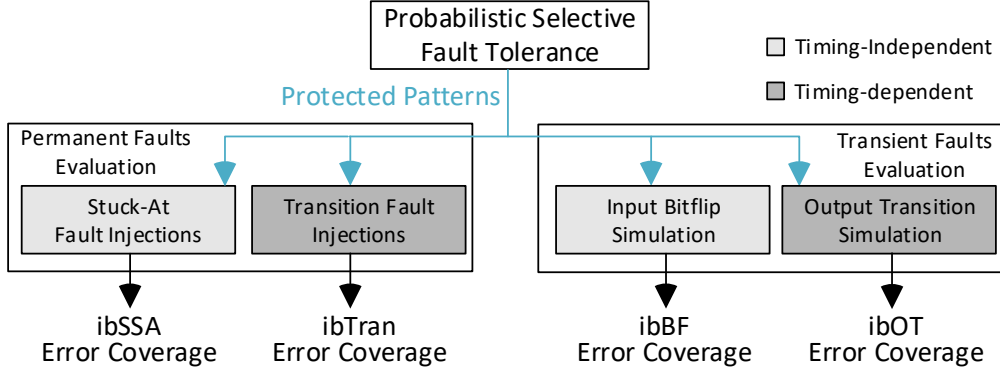 Probabilistic Selective
Fault Tolerance
Timing-Independent
Timing-dependent
Protected Patterns
Permanent Faults
Evaluation
Transient Faults
Evaluation
Stuck-At
Fault Injections
Transition Fault
Injections
Input Bitflip
Simulation
Output Transition
Simulation
ibSSA
Error Coverage
ibTran
Error Coverage
ibBF
Error Coverage
ibOT
Error Coverage